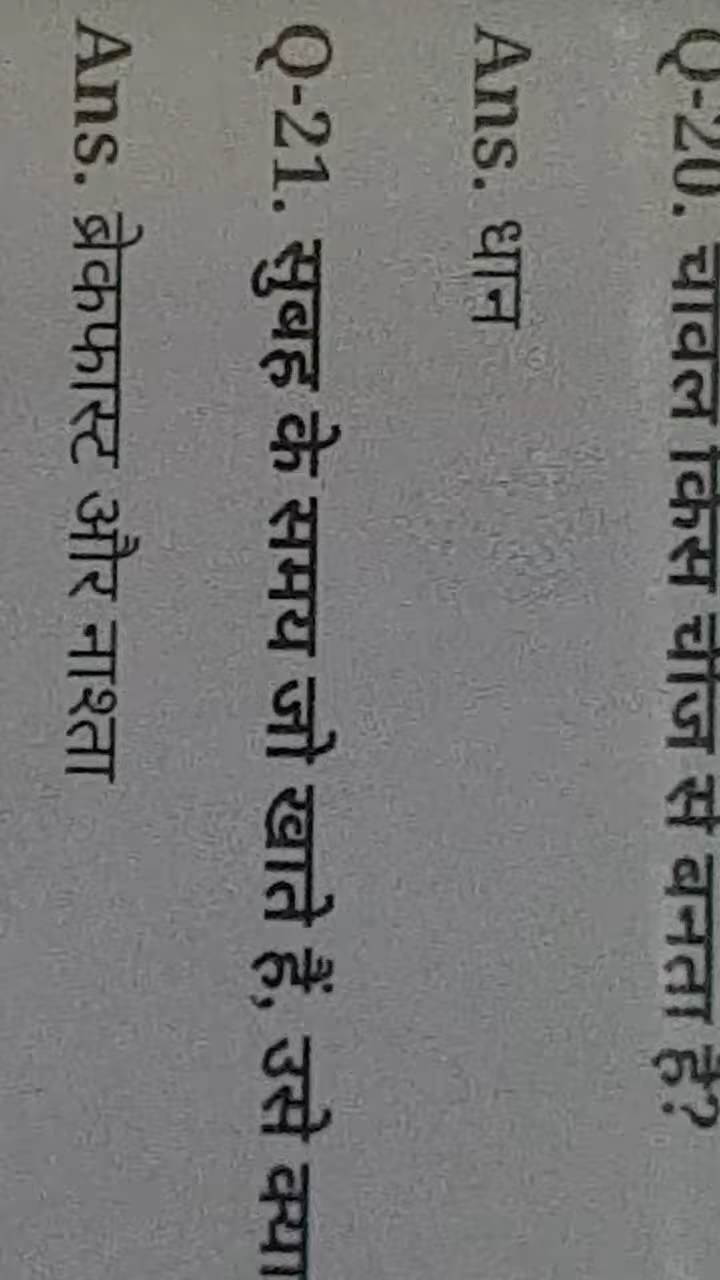 Q-20. चावल किस चीज से बनता है?
Ans. धान
Q-21. सुबह के समय जो खाते हैं, उसे क्या
Ans. ब्रेकफास्ट और नाश्ता